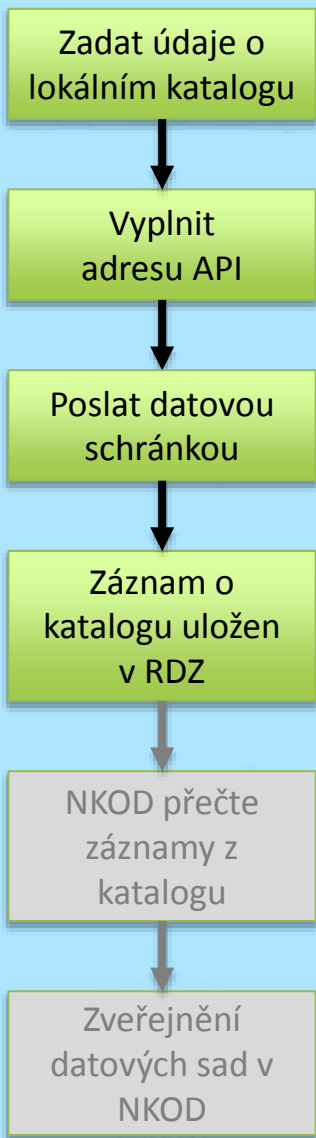 Zadat údaje o
lokálním katalogu
Vyplnit
adresu API
Poslat datovou
schránkou
Záznam o
katalogu uložen
v RDZ
NKOD přečte
záznamy z
katalogu
Zveřejnění
datových sad v
NKOD